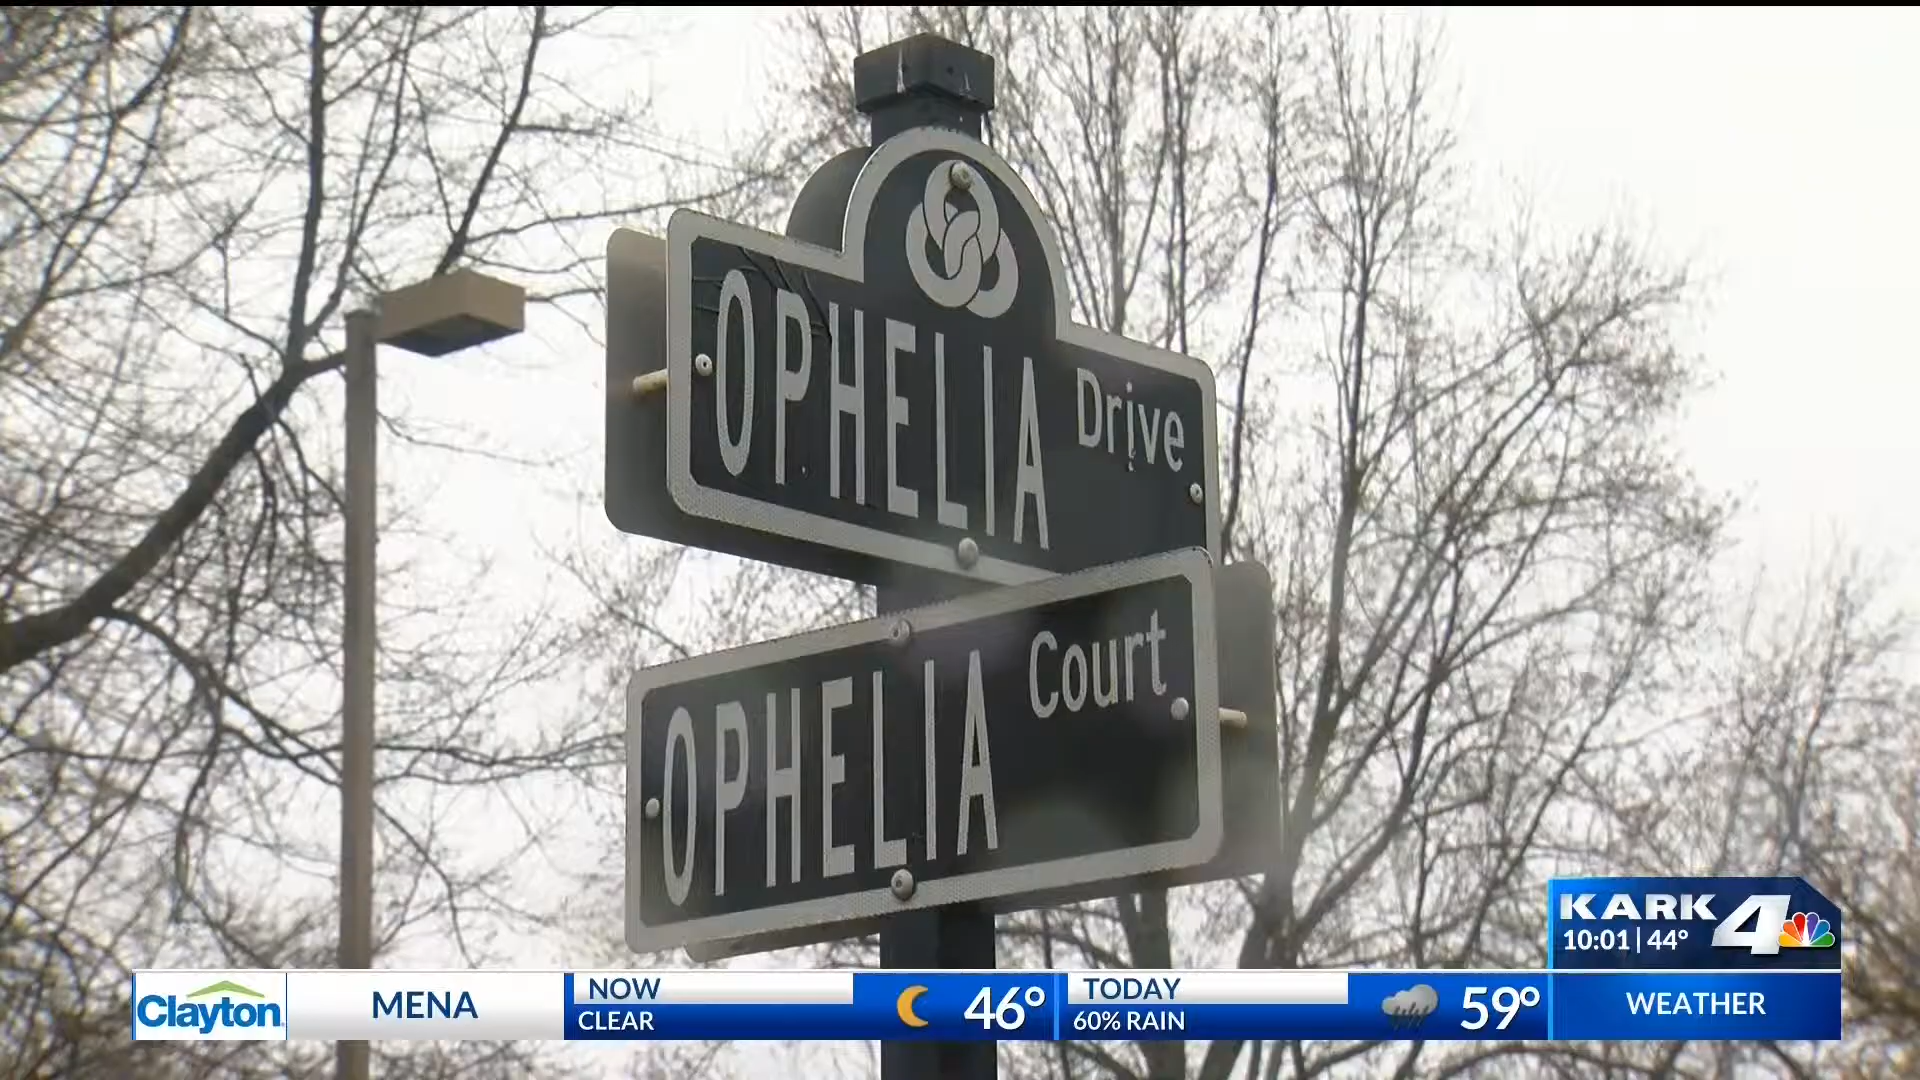 OPHELIA Drive
OPHELIA Court
KARK 4
10:01 | 44°
Clayton
MENA
NOW
CLEAR
46°
TODAY
60% RAIN
59°
WEATHER